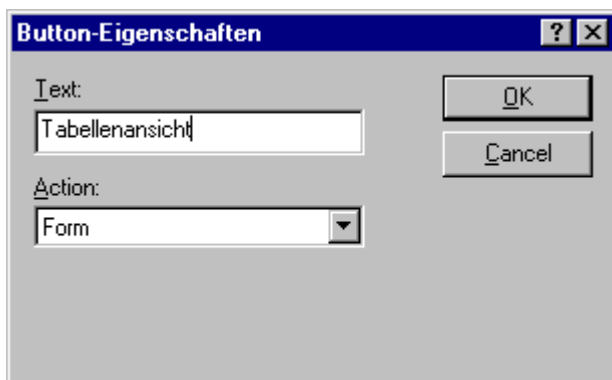 Button-Eigenschaften
Text:
OK
Tabellenansicht
Cancel
Action:
Form